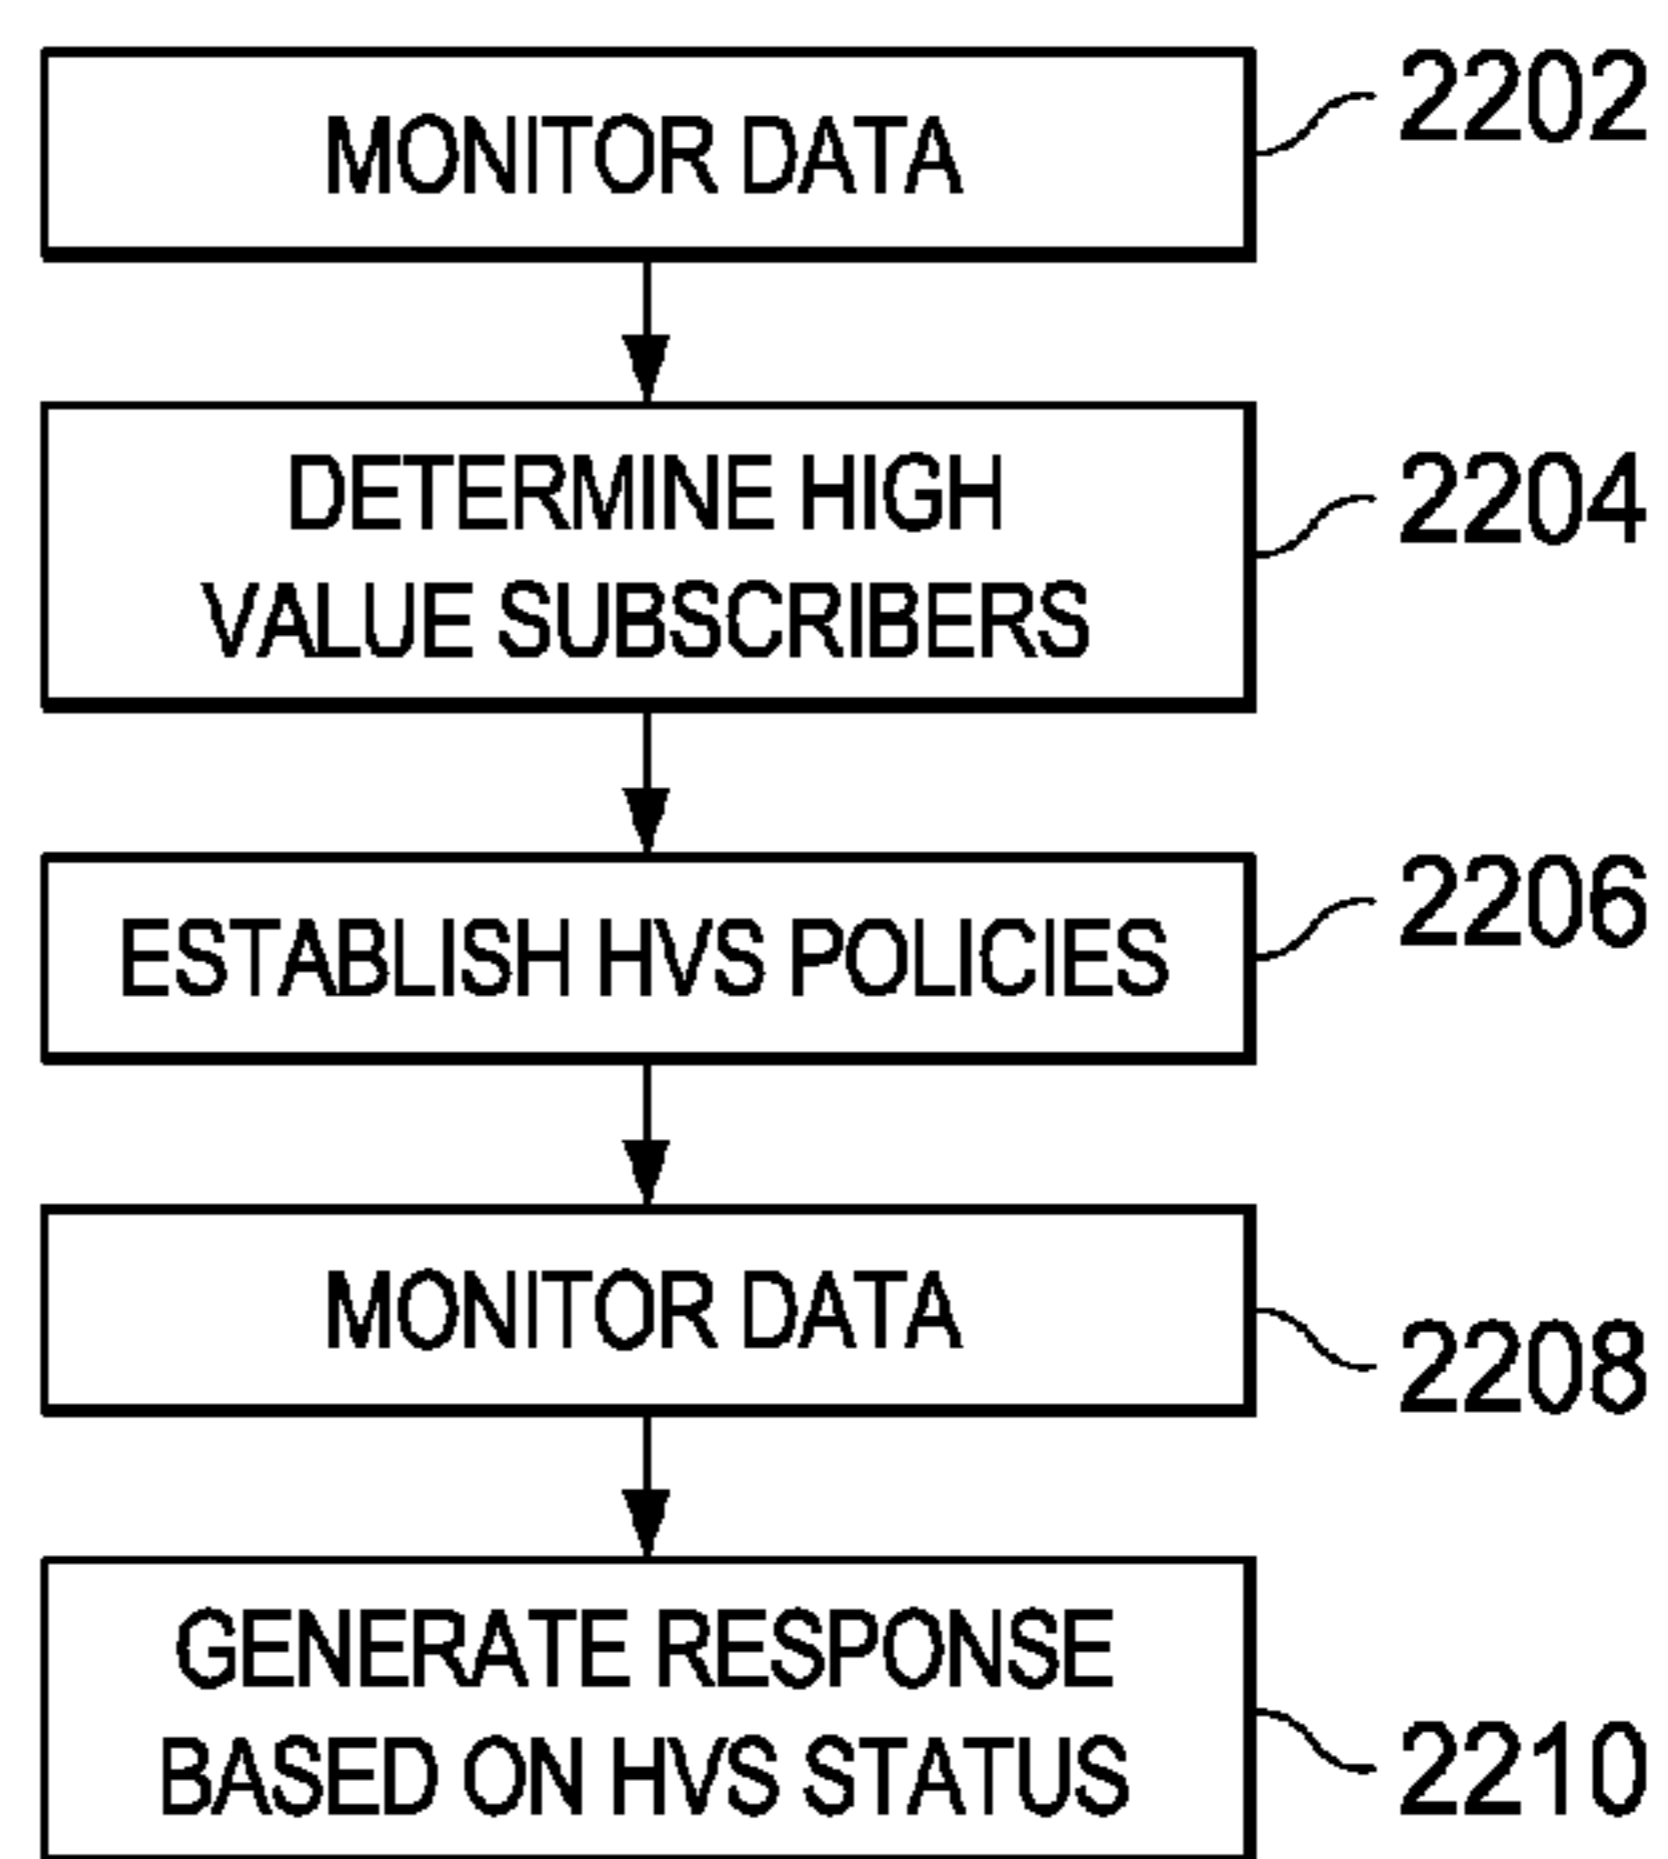 MONITOR DATA
2202
DETERMINE HIGH
VALUE SUBSCRIBERS
2204
ESTABLISH HVS POLICIES
2206
MONITOR DATA
2208
GENERATE RESPONSE
BASED ON HVS STATUS
2210